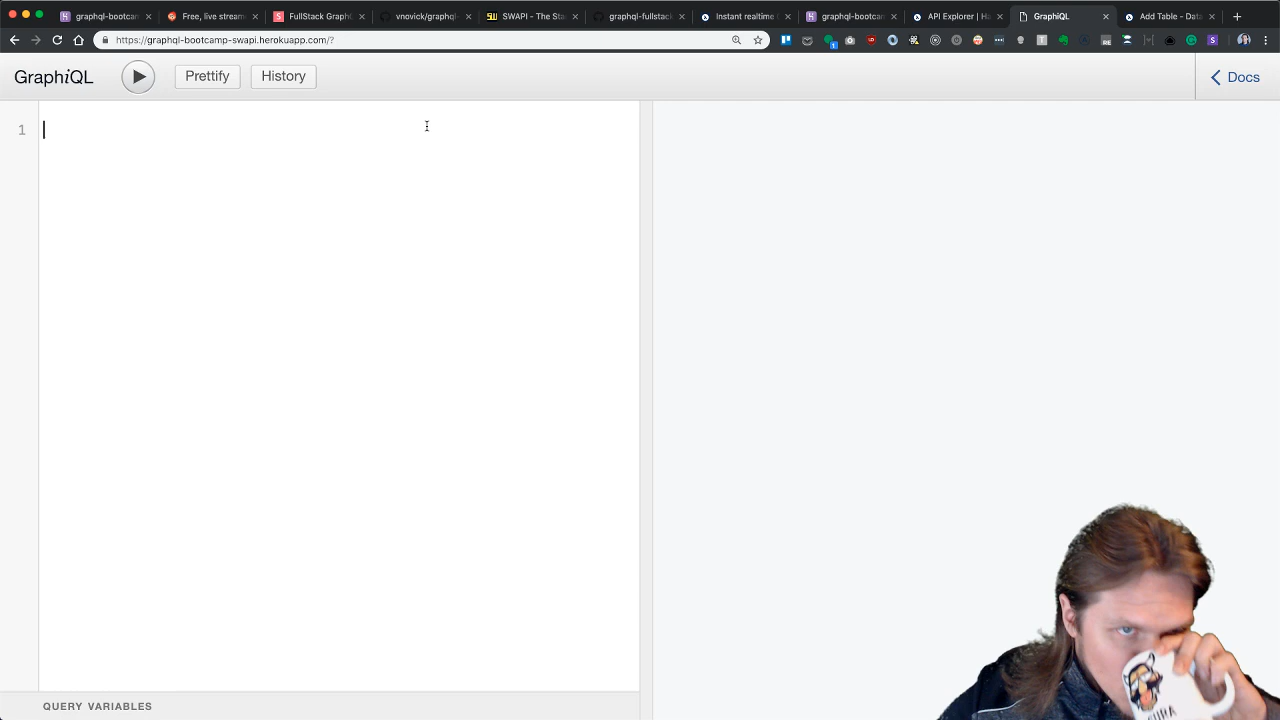 graphql-bootcam
Free, live stream
FullStack Graph
vnovick/graphql-
SWAPI - The Sta
graphql-fullstack
Instant realtime
graphql-bootcam
API Explorer | Ha
GraphiQL
Add Table - Data
https://graphql-bootcamp-swapi.herokuapp.com/?
GraphiQL
Prettify
History
Docs
1
QUERY VARIABLES